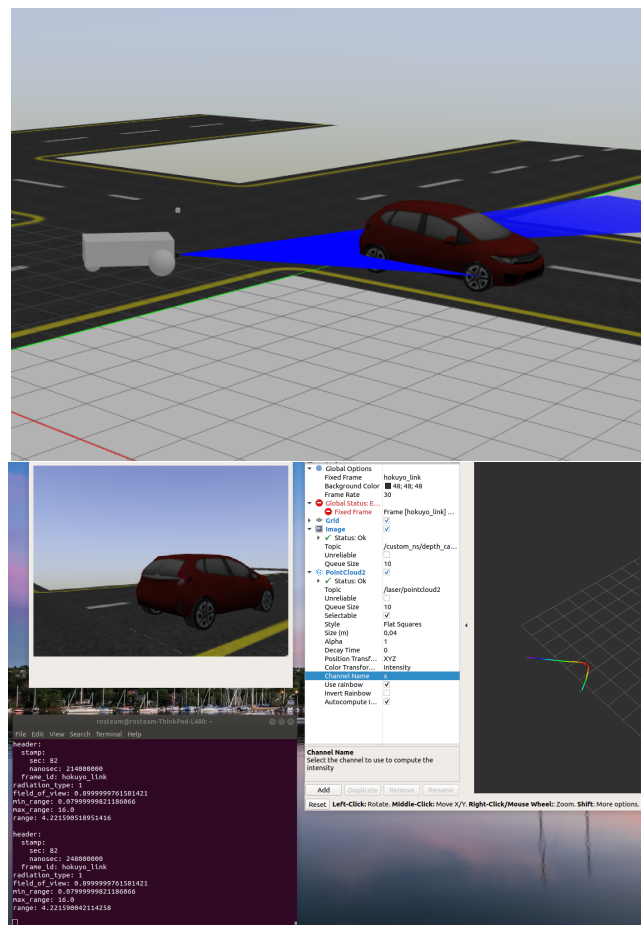 Global Options
Fixed Frame hokuyo_link
Background Color 48; 48; 48
Frame Rate 30
Global Status: E...
Fixed Frame Frame [hokuyo_link] ...
Grid
Image
Status: Ok
Topic /custom_ns/depth_ca...
Unreliable
Queue Size 10
PointCloud2
Status: Ok
Topic /laser/pointcloud2
Unreliable
Queue Size 10
Selectable
Style Flat Squares
Size (m) 0,04
Alpha 1
Decay Time 0
Position Transf... XYZ
Color Transfor... Intensity
Channel Name x
Use rainbow
Invert Rainbow
Autocompute I...
Channel Name
Select the channel to use to compute the
intensity
Add Duplicate Remove Rename
Reset Left-Click: Rotate. Middle-Click: Move X/Y. Right-Click/Mouse Wheel: Zoom. Shift: More options.
rosteam@rosteam-ThinkPad-L480: ~
File Edit View Search Terminal Help
header:
stamp:
sec: 82
nanosec: 214000000
frame_id: hokuyo_link
radiation_type: 1
field_of_view: 0.8999999761581421
min_range: 0.07999999821186066
max_range: 16.0
range: 4.221590518951416
header:
stamp:
sec: 82
nanosec: 248000000
frame_id: hokuyo_link
radiation_type: 1
field_of_view: 0.8999999761581421
min_range: 0.07999999821186066
max_range: 16.0
range: 4.221590042114258